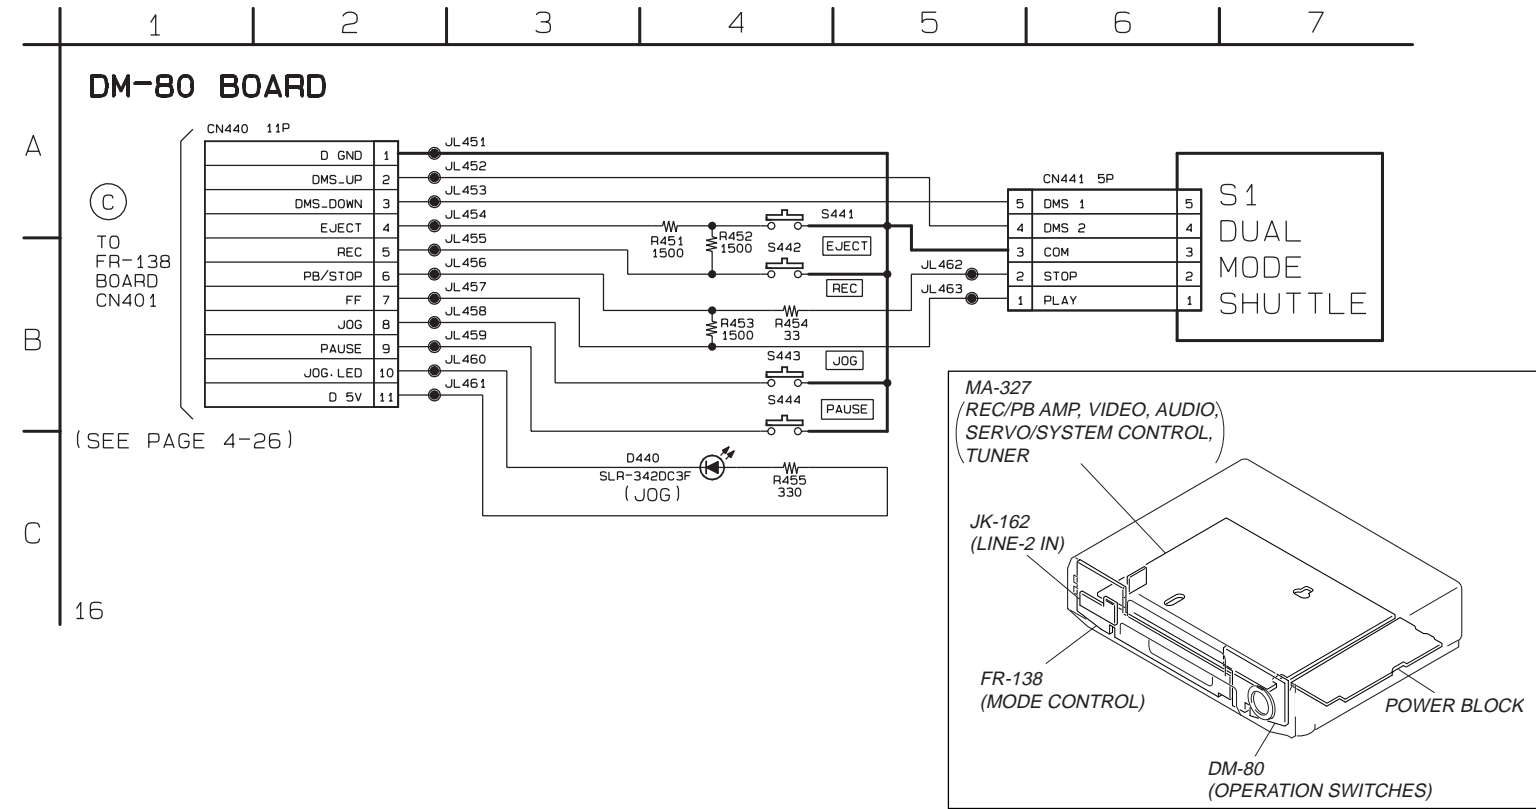 1 2 3 4 5 6 7
DM-80 BOARD
A
B
C
CN440 11P
D GND 1
DMS_UP 2
DMS_DOWN 3
EJECT 4
REC 5
PB/STOP 6
FF 7
JOG 8
PAUSE 9
JOG.LED 10
D 5V 11
C
TO
FR-138
BOARD
CN401
(SEE PAGE 4-26)
16
JL451
JL452
JL453
JL454
JL455
JL456
JL457
JL458
JL459
JL460
JL461
R451
1500
R452
1500
S441
EJECT
S442
REC
R453
1500
R454
33
S443
JOG
S444
PAUSE
D440
SLR-342DC3F
(JOG)
R455
330
JL462
JL463
CN441 5P
5 DMS 1 5
4 DMS 2 4
3 COM 3
2 STOP 2
1 PLAY 1
S1
DUAL
MODE
SHUTTLE
MA-327
(REC/PB AMP, VIDEO, AUDIO,
SERVO/SYSTEM CONTROL,
TUNER)
JK-162
(LINE-2 IN)
FR-138
(MODE CONTROL)
POWER BLOCK
DM-80
(OPERATION SWITCHES)